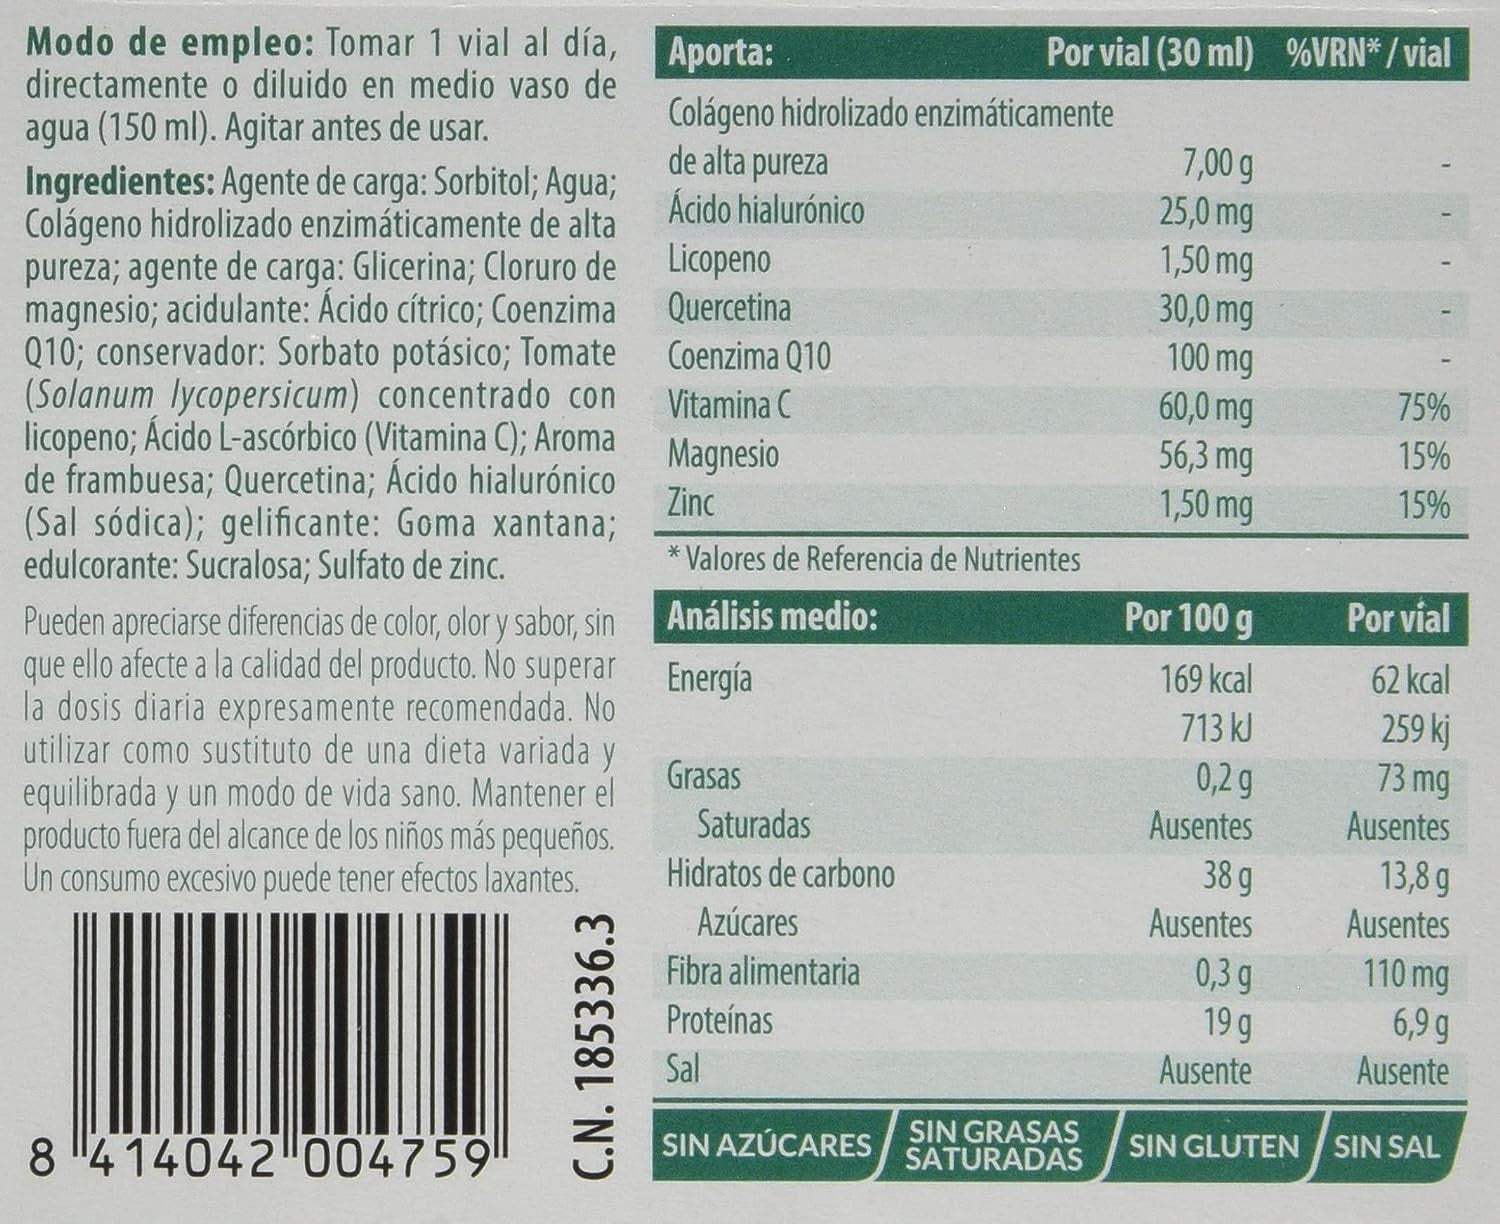 Modo de empleo: Tomar 1 vial al día,
directamente o diluido en medio vaso de
agua (150 ml). Agitar antes de usar.
Ingredientes: Agente de carga: Sorbitol; Agua;
Colágeno hidrolizado enzimáticamente de alta
pureza; agente de carga: Glicerina; Cloruro de
magnesio; acidulante: Ácido cítrico; Coenzima
Q10; conservador: Sorbato potásico; Tomate
(Solanum lycopersicum) concentrado con
licopeno; Ácido L-ascórbico (Vitamina C); Aroma
de frambuesa; Quercetina; Ácido hialurónico
(Sal sódica); gelificante: Goma xantana;
edulcorante: Sucralosa; Sulfato de zinc.
Pueden apreciarse diferencias de color, olor y sabor, sin
que ello afecte a la calidad del producto. No superar
la dosis diaria expresamente recomendada. No
utilizar como sustituto de una dieta variada y
equilibrada y un modo de vida sano. Mantener el
producto fuera del alcance de los niños más pequeños.
Un consumo excesivo puede tener efectos laxantes.
8 414042 004759
C.N. 185336.3
Aporta: Por vial (30 ml) %VRN* / vial
Colágeno hidrolizado enzimáticamente
de alta pureza 7,00 g -
Ácido hialurónico 25,0 mg -
Licopeno 1,50 mg -
Quercetina 30,0 mg -
Coenzima Q10 100 mg -
Vitamina C 60,0 mg 75%
Magnesio 56,3 mg 15%
Zinc 1,50 mg 15%
* Valores de Referencia de Nutrientes
Análisis medio: Por 100 g Por vial
Energía 169 kcal 62 kcal
713 kJ 259 kj
Grasas 0,2 g 73 mg
Saturadas Ausentes Ausentes
Hidratos de carbono 38 g 13,8 g
Azúcares Ausentes Ausentes
Fibra alimentaria 0,3 g 110 mg
Proteínas 19 g 6,9 g
Sal Ausente Ausente
SIN AZÚCARES
SIN GRASAS
SATURADAS
SIN GLUTEN
SIN SAL